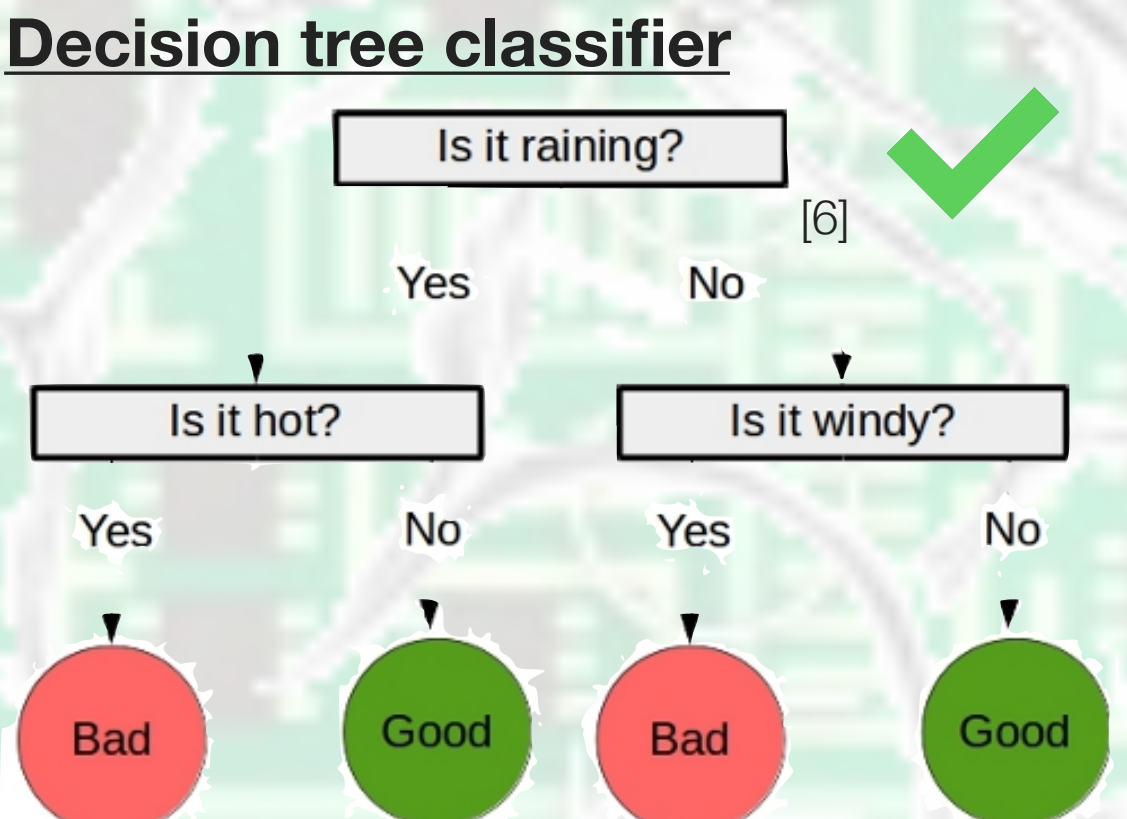 Decision tree classifier
Is it raining?
[6]
Yes No
Is it hot? Is it windy?
Yes No Yes No
Bad Good Bad Good